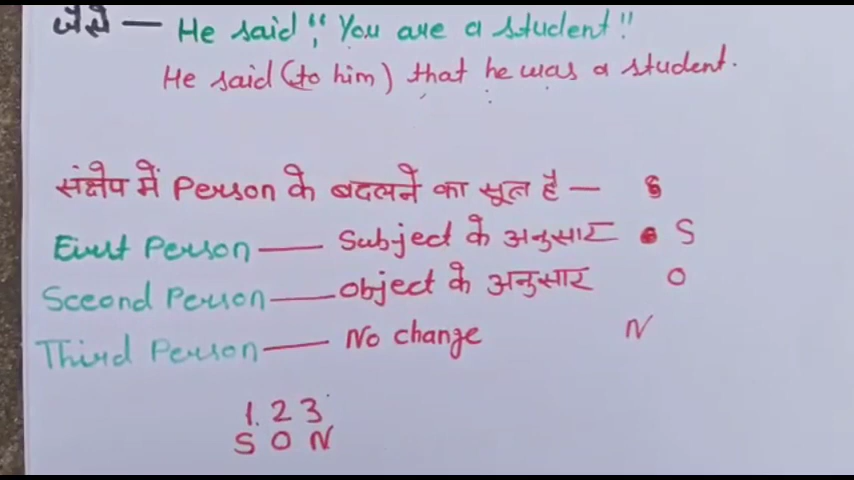 जैसे — He said "You are a student"
He said (to him) that he was a student.
संक्षेप में Person के बदलने का सूत्र है — S
First Person — Subject के अनुसार S
Sceond Person — object के अनुसार O
Third Person — No change N
1. 2 3
S O N